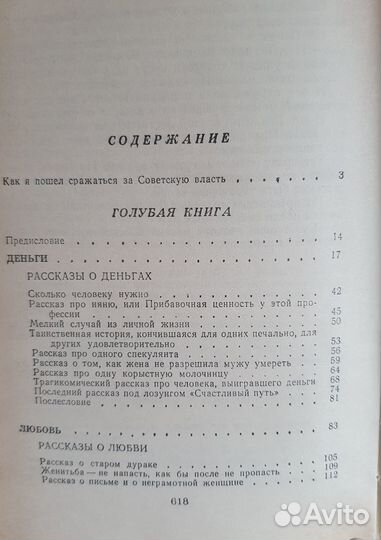 СОДЕРЖАНИЕ
Как я пошел сражаться за Советскую власть . . . . . . 3
ГОЛУБАЯ КНИГА
Предисловие . . . . . . . . . . . . . . . . . 14
ДЕНЬГИ . . . . . . . . . . . . . . . . . . 17
РАССКАЗЫ О ДЕНЬГАХ
Сколько человеку нужно . . . . . . . . . . . . 42
Рассказ про няню, или Прибавочная ценность у этой про-
фессии . . . . . . . . . . . . . . . . . . 45
Мелкий случай из личной жизни . . . . . . . . . 50
Таинственная история, кончившаяся для одних печально, для
других удовлетворительно . . . . . . . . . . . 53
Рассказ про одного спекулянта . . . . . . . . . . 56
Рассказ о том, как жена не разрешила мужу умереть . . . 59
Рассказ про одну корыстную молочницу . . . . . . . 64
Трагикомический рассказ про человека, выигравшего деньги 68
Последний рассказ под лозунгом «Счастливый путь» . . . 74
Послесловие . . . . . . . . . . . . . . . . 81
ЛЮБОВЬ . . . . . . . . . . . . . . . . . . 83
РАССКАЗЫ О ЛЮБВИ
Рассказ о старом дураке . . . . . . . . . . . . 105
Женитьба — не напасть, как бы после не пропасть . . . . 109
Рассказ о письме и о неграмотной женщине . . . . . . 112
618
Avito